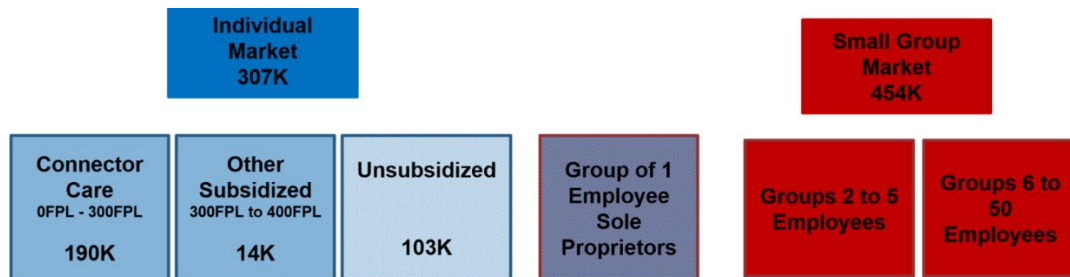 Individual
Market
307K
Small Group
Market
454K
Connector
Care
0FPL - 300FPL
190K
Other
Subsidized
300FPL to 400FPL
14K
Unsubsidized
103K
Group of 1
Employee
Sole
Proprietors
Groups 2 to 5
Employees
Groups 6 to
50
Employees